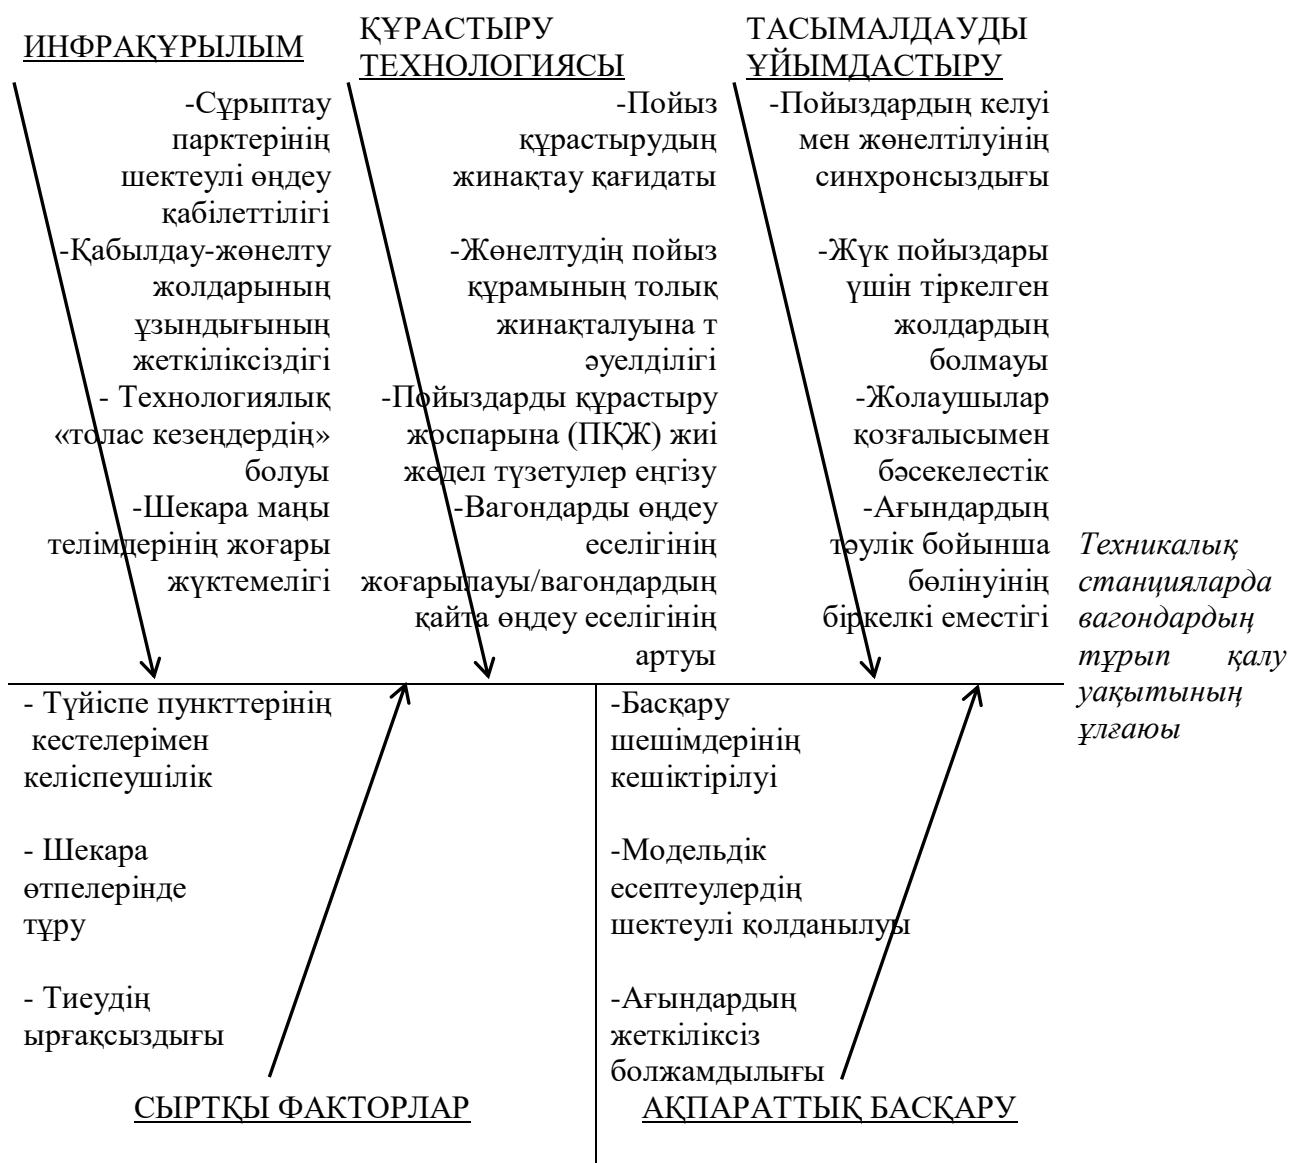 ИНФРАҚҰРЫЛЫМ
-Сұрыптау
парктерінің
шектеулі өңдеу
қабілеттілігі
-Қабылдау-жөнелту
жолдарының
ұзындығының
жеткіліксіздігі
- Технологиялық
«толас кезеңдердің»
болуы
-Шекара маңы
телімдерінің жоғары
жүктемелігі
ҚҰРАСТЫРУ
ТЕХНОЛОГИЯСЫ
-Пойыз
құрастырудың
жинақтау қағидаты
-Жөнелтудің пойыз
құрамының толық
жинақталуына т
әуелділігі
-Пойыздарды құрастыру
жоспарына (ПҚЖ) жиі
жедел түзетулер еңгізу
-Вагондарды өңдеу
еселігінің
жоғарылауы/вагондардың
қайта өңдеу еселігінің
артуы
ТАСЫМАЛДАУДЫ
ҰЙЫМДАСТЫРУ
-Пойыздардың келуі
мен жөнелтілуінің
синхронсыздығы
-Жүк пойыздары
үшін тіркелген
жолдардың
болмауы
-Жолаушылар
қозғалысымен
бәсекелестік
-Ағындардың
тәулік бойынша
бөлінуінің
біркелкі еместігі
Техникалық
станцияларда
вагондардың
тұрып қалу
уақытының
ұлғаюы
- Түйіспе пункттерінің
кестелерімен
келіспеушілік
- Шекара
өтпелерінде
тұру
- Тиеудің
ырғақсыздығы
СЫРТҚЫ ФАКТОРЛАР
-Басқару
шешімдерінің
кешіктірілуі
-Модельдік
есептеулердің
шектеулі қолданылуы
-Ағындардың
жеткіліксіз
болжамдылығы
АҚПАРАТТЫҚ БАСҚАРУ